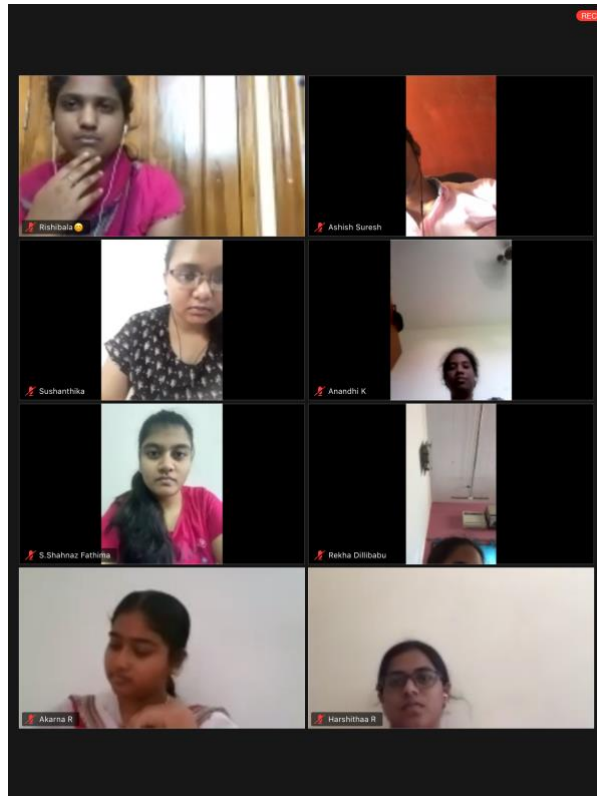 REC
Rishibala😊
Ashish Suresh
Sushanthika
Anandhi K
S.Shahnaz Fathima
Rekha Dillibabu
Akarna R
Harshithaa R